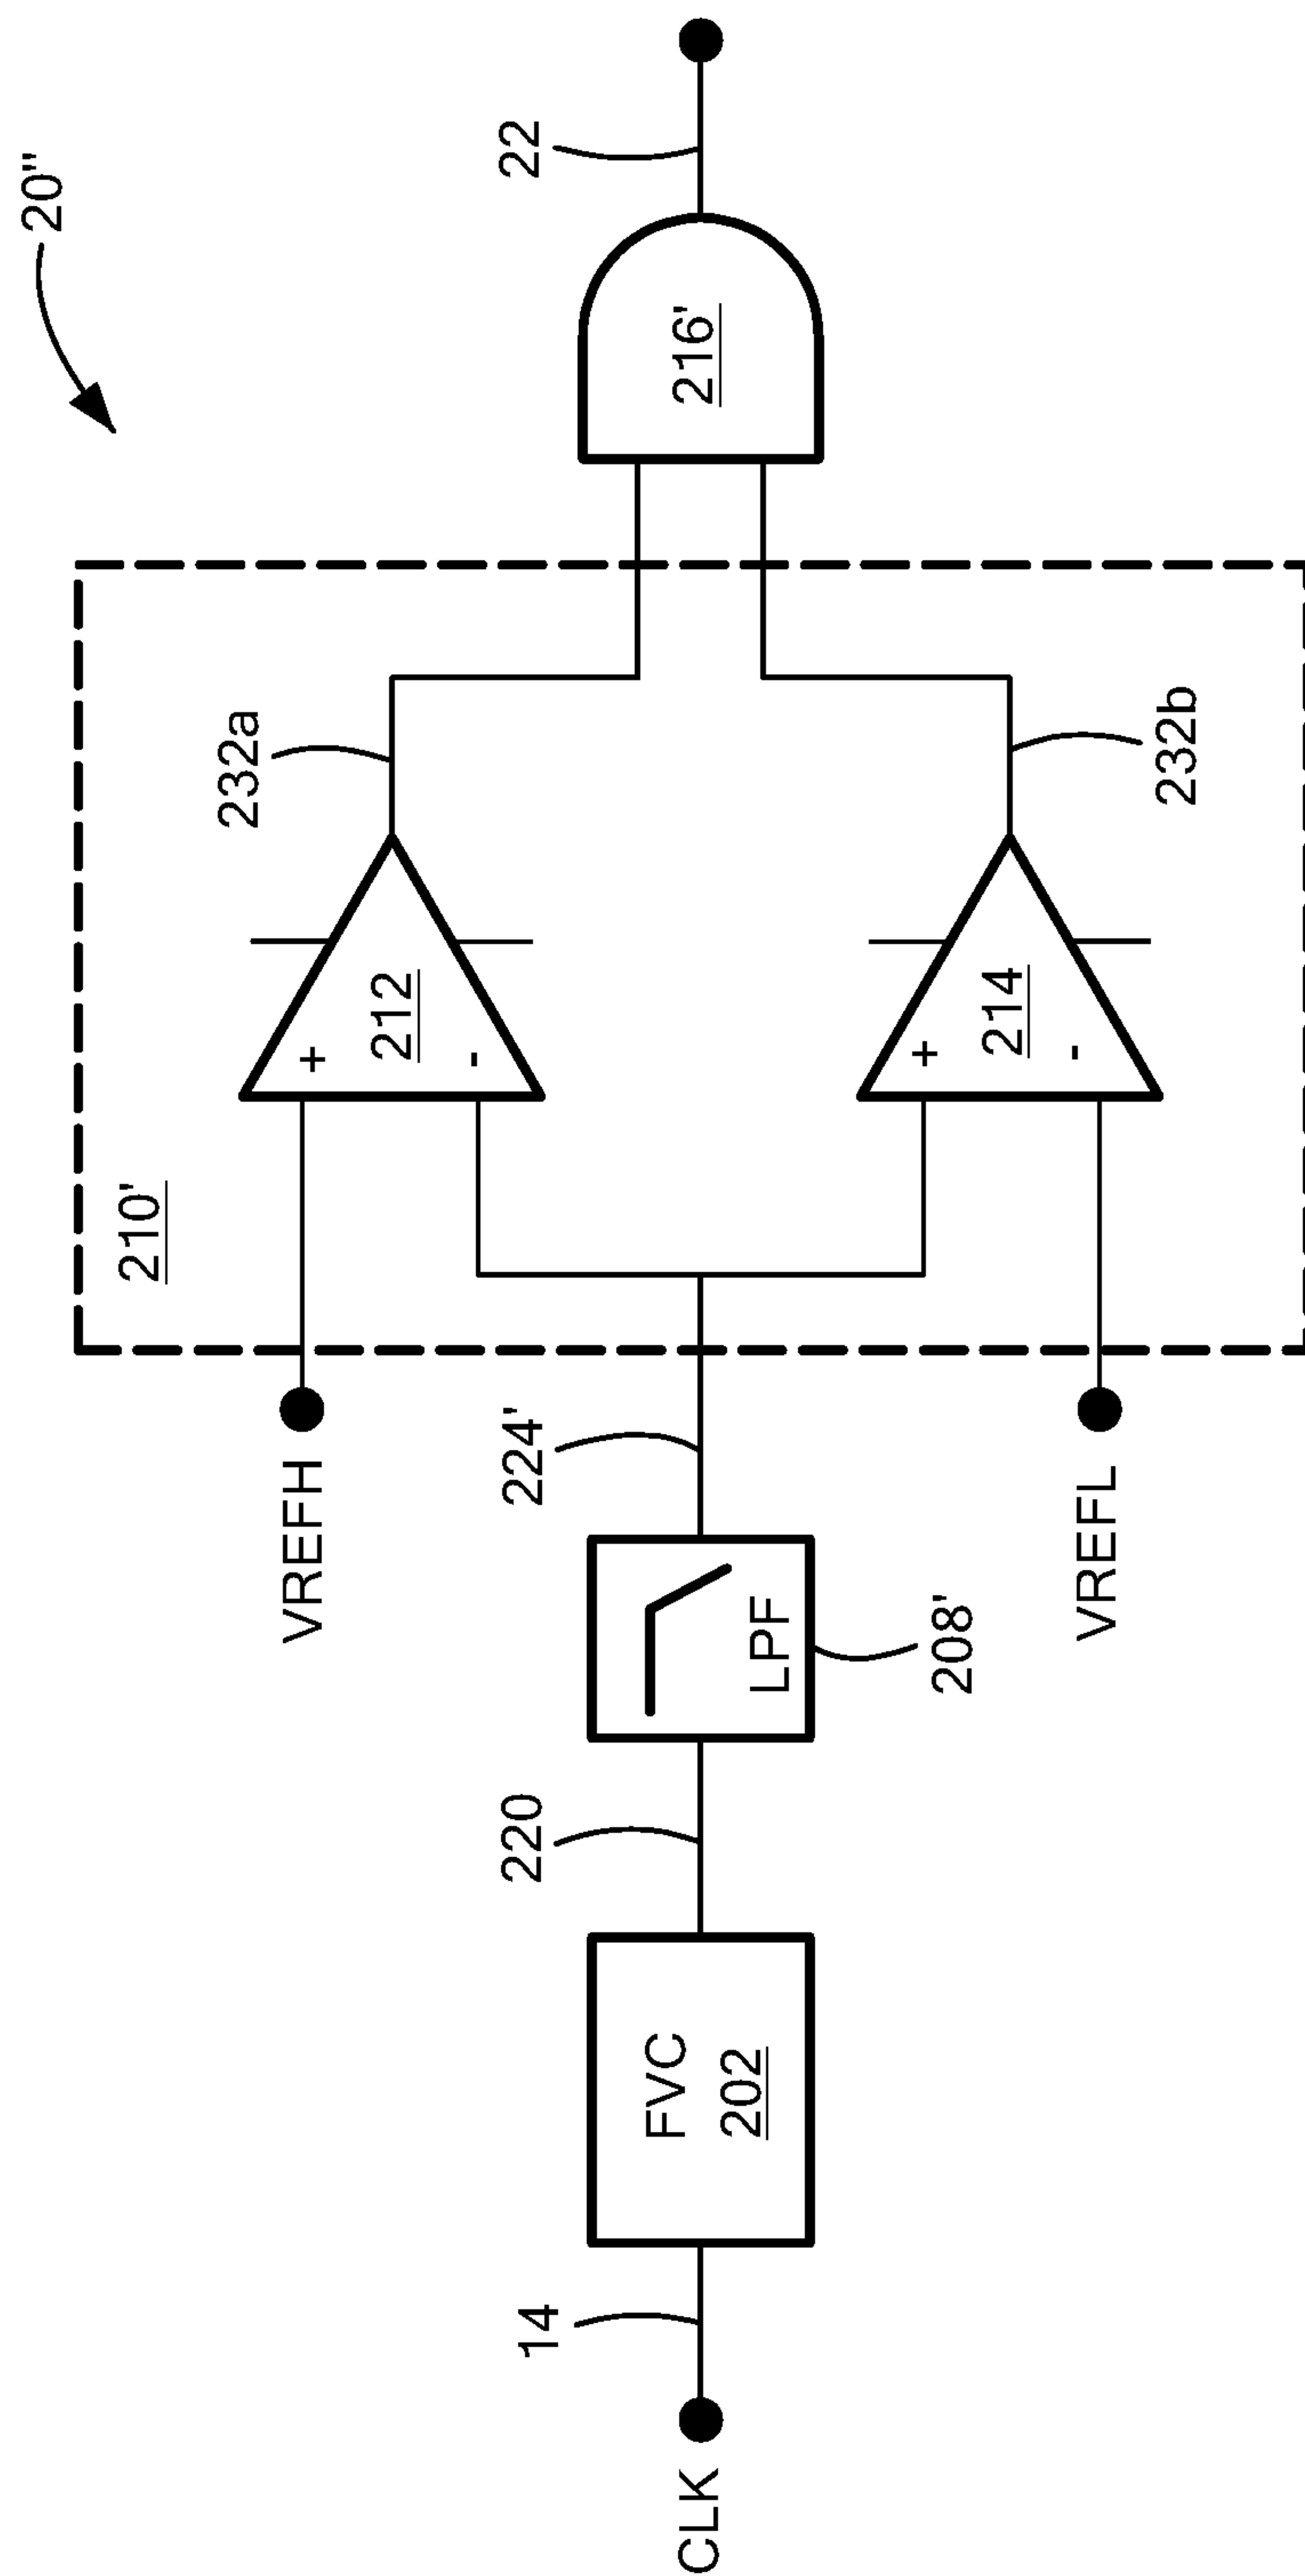 20"
210'
VREFH
+
212
-
232a
CLK
14
FVC
202
220
LPF
208'
224'
216'
22
VREFL
+
214
-
232b